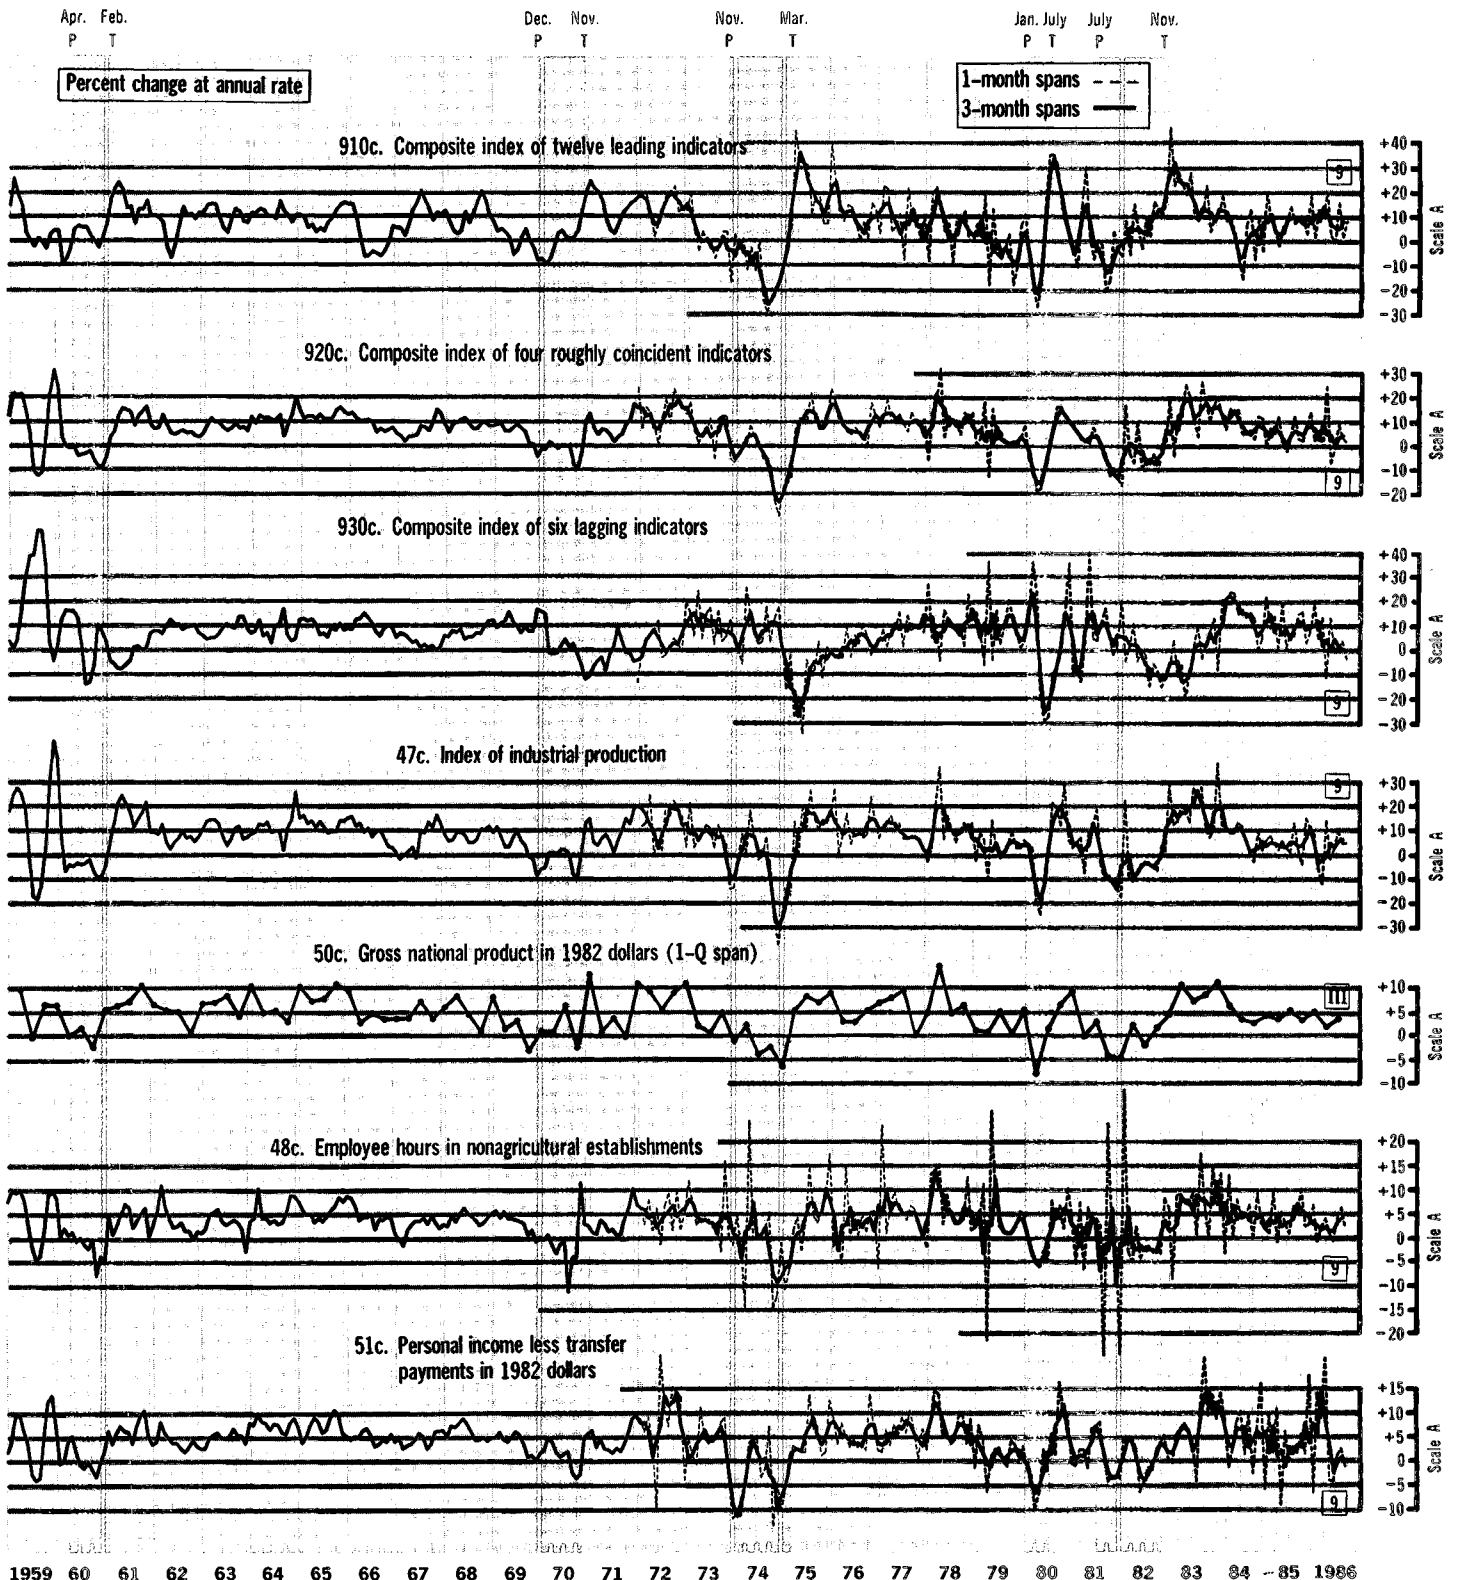 Apr. Feb. Dec. Nov. Nov. Mar. Jan. July July Nov.
P T P T P T P T P T
Percent change at annual rate
1-month spans
3-month spans
910c. Composite index of twelve leading indicators
+40
+30
9
+20
+10
0
-10
-20
-30
Scale A
920c. Composite index of four roughly coincident indicators
+30
+20
+10
0
-10
9
-20
Scale A
930c. Composite index of six lagging indicators
+40
+30
+20
+10
0
-10
-20
9
-30
Scale A
47c. Index of industrial production
+30
9
+20
+10
0
-10
-20
-30
Scale A
50c. Gross national product in 1982 dollars (1-Q span)
+10
III
+5
0
-5
-10
Scale A
48c. Employee hours in nonagricultural establishments
+20
+15
+10
+5
0
-5
9
-10
-15
-20
Scale A
51c. Personal income less transfer
payments in 1982 dollars
+15
+10
+5
0
-5
9
-10
Scale A
1959 60 61 62 63 64 65 66 67 68 69 70 71 72 73 74 75 76 77 78 79 80 81 82 83 84 85 1986